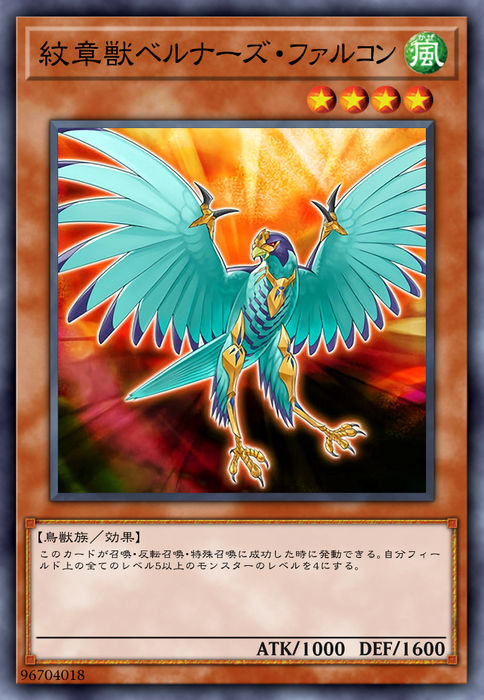 紋章獣ベルナーズ・ファルコン
かぜ
風
【鳥獣族／効果】
このカードが召喚・反転召喚・特殊召喚に成功した時に発動できる。自分フィー
ルド上の全てのレベル5以上のモンスターのレベルを4にする。
ATK/1000 DEF/1600
96704018